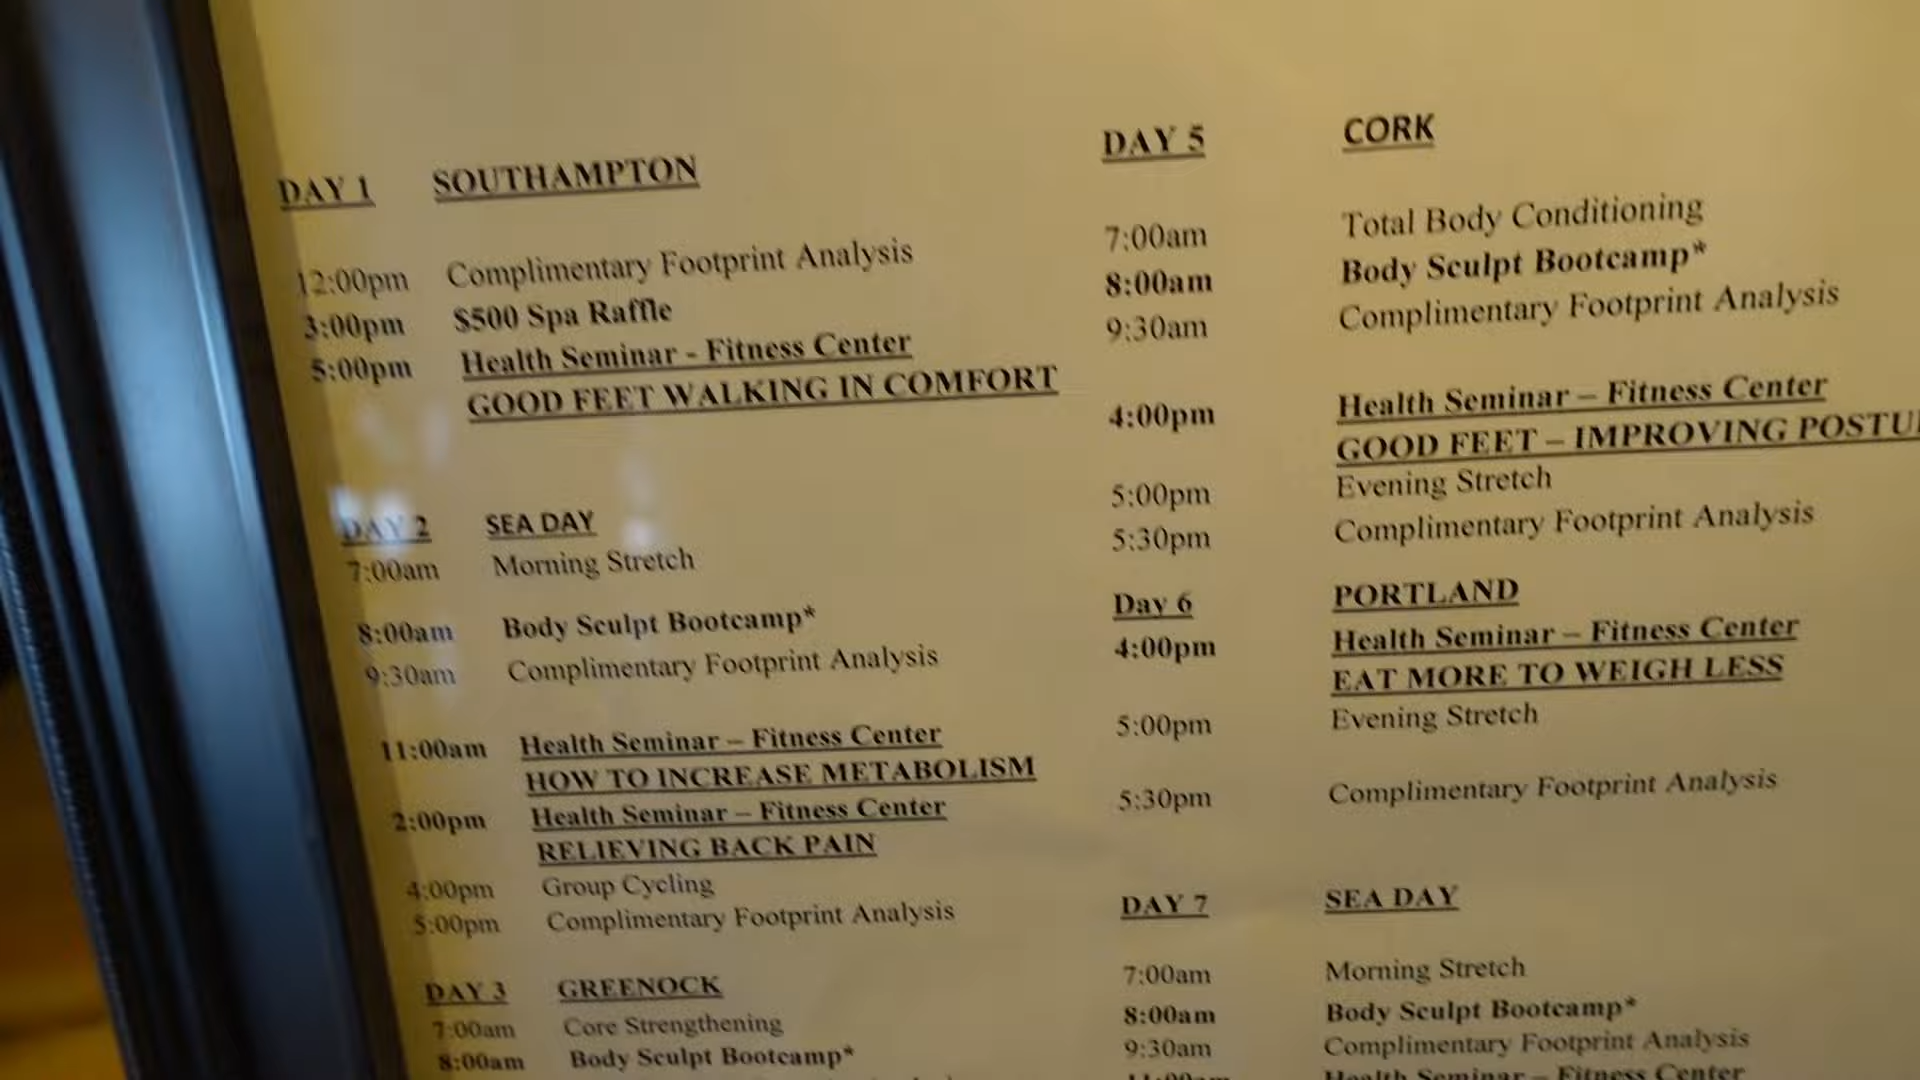 DAY 1 SOUTHAMPTON
12:00pm Complimentary Footprint Analysis
3:00pm $500 Spa Raffle
5:00pm Health Seminar - Fitness Center
GOOD FEET WALKING IN COMFORT
DAY 2 SEA DAY
7:00am Morning Stretch
8:00am Body Sculpt Bootcamp*
9:30am Complimentary Footprint Analysis
11:00am Health Seminar – Fitness Center
HOW TO INCREASE METABOLISM
2:00pm Health Seminar – Fitness Center
RELIEVING BACK PAIN
4:00pm Group Cycling
5:00pm Complimentary Footprint Analysis
DAY 3 GREENOCK
7:00am Core Strengthening
8:00am Body Sculpt Bootcamp*
DAY 5 CORK
7:00am Total Body Conditioning
8:00am Body Sculpt Bootcamp*
9:30am Complimentary Footprint Analysis
4:00pm Health Seminar – Fitness Center
GOOD FEET – IMPROVING
5:00pm Evening Stretch
5:30pm Complimentary Footprint Analysis
Day 6 PORTLAND
4:00pm Health Seminar – Fitness Center
EAT MORE TO WEIGH LESS
5:00pm Evening Stretch
5:30pm Complimentary Footprint Analysis
DAY 7 SEA DAY
7:00am Morning Stretch
8:00am Body Sculpt Bootcamp*
9:30am Complimentary Footprint Analysis
Health Seminar – Fitness Center